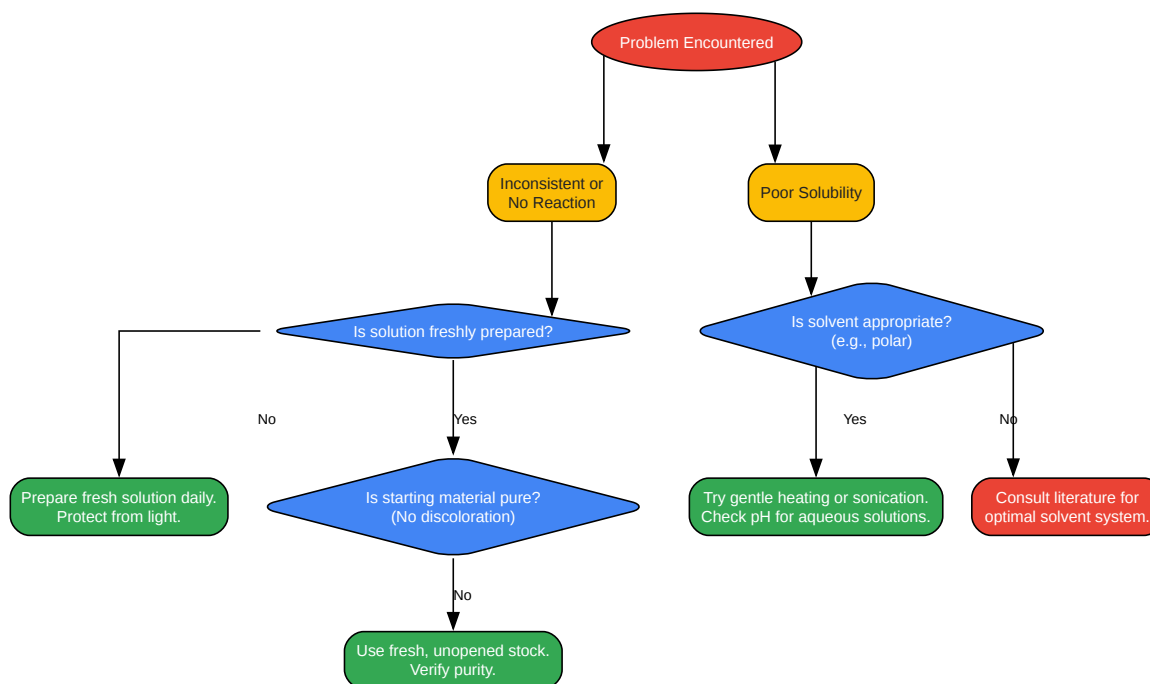 Problem Encountered
Inconsistent or
No Reaction
Poor Solubility
Is solution freshly prepared?
Is solvent appropriate?
(e.g., polar)
No
Yes
Yes
No
Prepare fresh solution daily.
Protect from light.
Is starting material pure?
(No discoloration)
Try gentle heating or sonication.
Check pH for aqueous solutions.
Consult literature for
optimal solvent system.
No
Use fresh, unopened stock.
Verify purity.